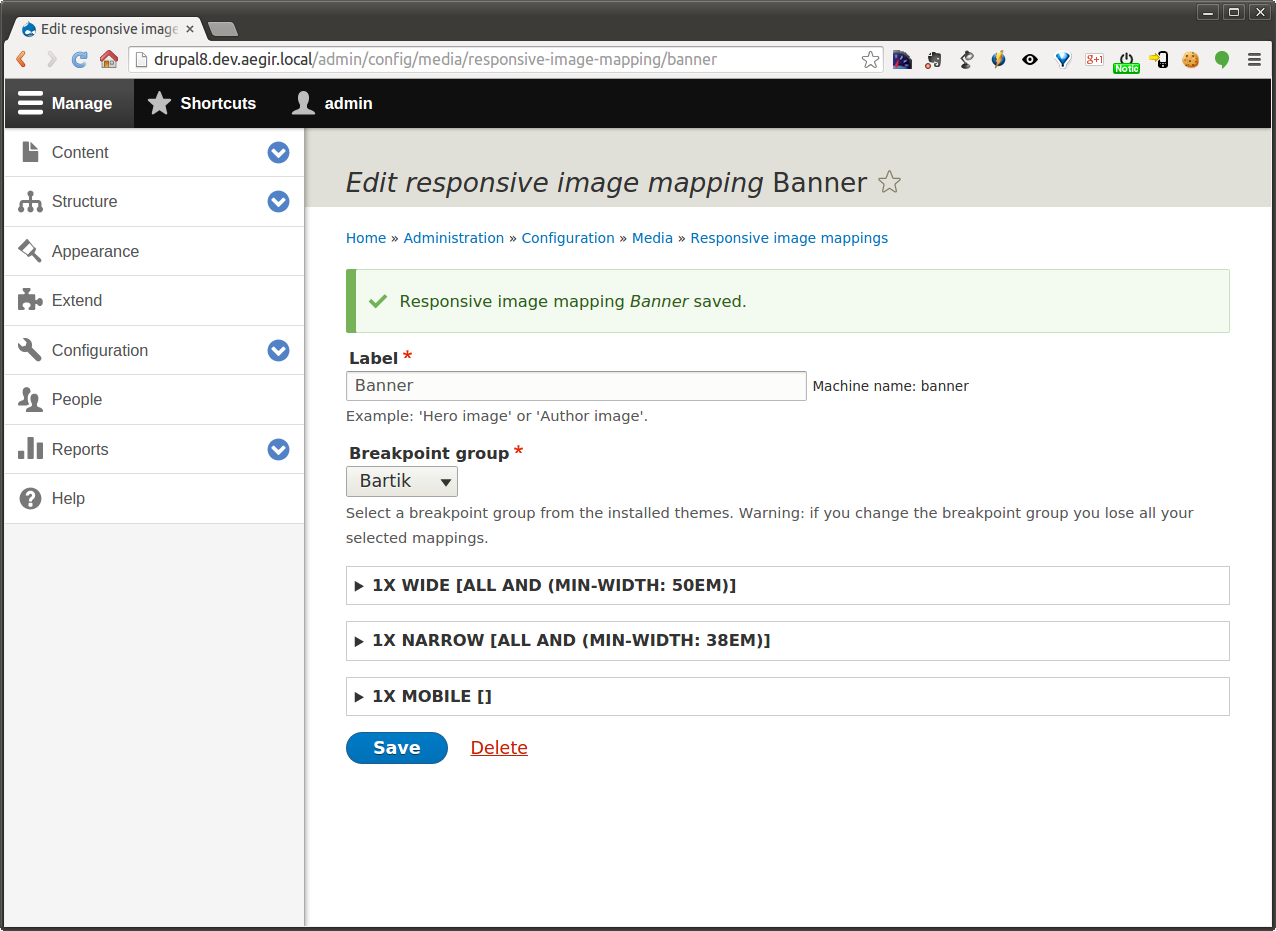 Edit responsive image
drupal8.dev.aegir.local/admin/config/media/responsive-image-mapping/banner
g+1
Notic
Manage
Shortcuts
admin
Content
Structure
Appearance
Extend
Configuration
People
Reports
Help
Edit responsive image mapping Banner
Home » Administration » Configuration » Media » Responsive image mappings
Responsive image mapping Banner saved.
Label *
Banner
Machine name: banner
Example: 'Hero image' or 'Author image'.
Breakpoint group *
Bartik
Select a breakpoint group from the installed themes. Warning: if you change the breakpoint group you lose all your
selected mappings.
1X WIDE [ALL AND (MIN-WIDTH: 50EM)]
1X NARROW [ALL AND (MIN-WIDTH: 38EM)]
1X MOBILE []
Save
Delete